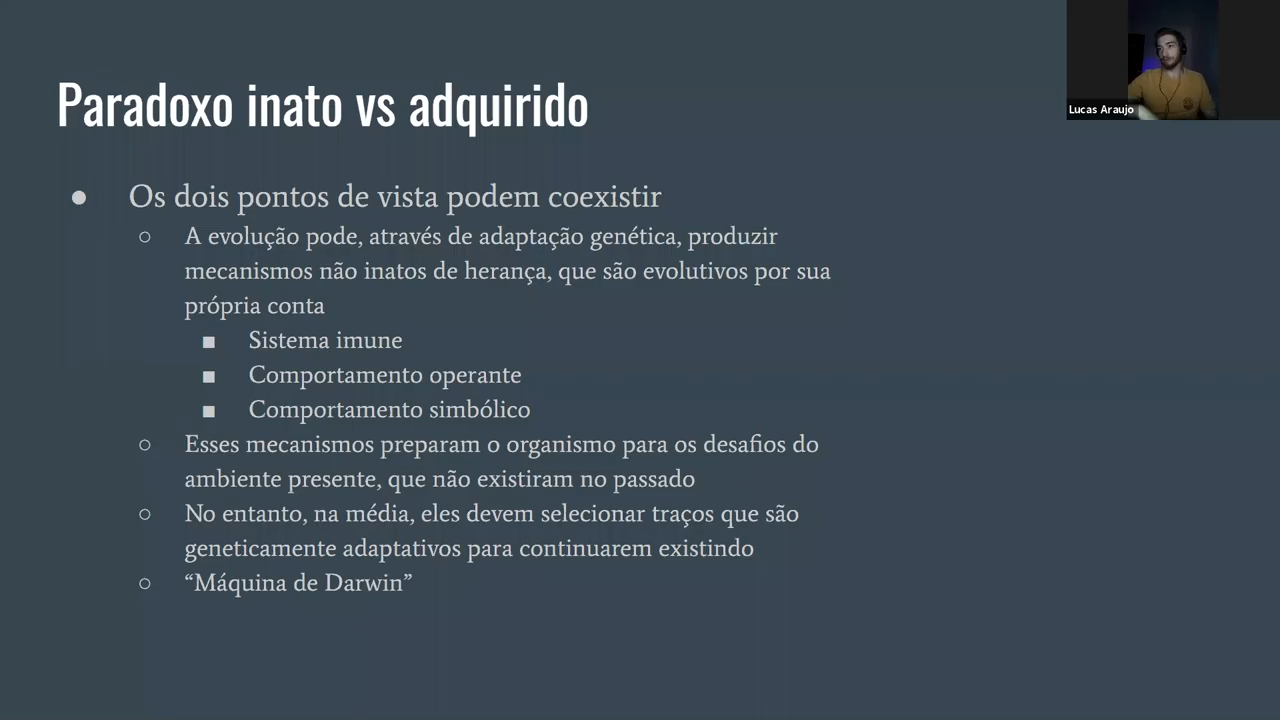 Paradoxo inato vs adquirido
Lucas Araujo
● Os dois pontos de vista podem coexistir
○ A evolução pode, através de adaptação genética, produzir
mecanismos não inatos de herança, que são evolutivos por sua
própria conta
■ Sistema imune
■ Comportamento operante
■ Comportamento simbólico
○ Esses mecanismos preparam o organismo para os desafios do
ambiente presente, que não existiram no passado
○ No entanto, na média, eles devem selecionar traços que são
geneticamente adaptativos para continuarem existindo
○ “Máquina de Darwin”